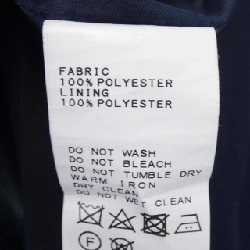 FABRIC
100% POLYESTER
LINING
100% POLYESTER
DO NOT WASH
DO NOT BLEACH
DO NOT TUMBLE DRY
WARM IRON
DRY CLEAN
DO NOT WET CLEAN
F